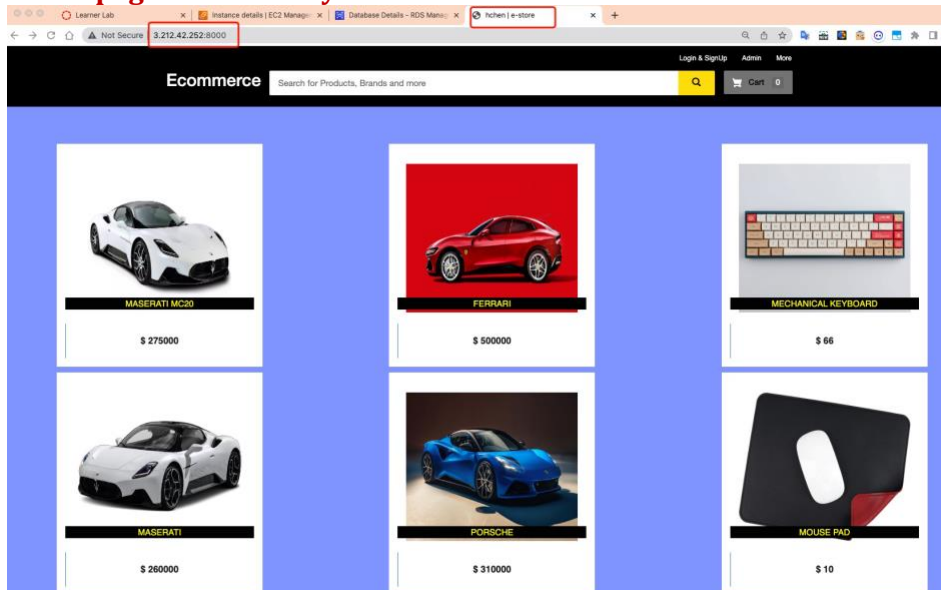 Learner Lab
Instance details | EC2 Manage
Database Details - RDS Manag
hchen | e-store
Not Secure
3.212.42.252:8000
Login & SignUp
Admin
More
Ecommerce
Search for Products, Brands and more
Cart 0
MASERATI MC20
FERRARI
MECHANICAL KEYBOARD
$ 275000
$ 500000
$ 66
MASERATI
PORSCHE
MOUSE PAD
$ 260000
$ 310000
$ 10